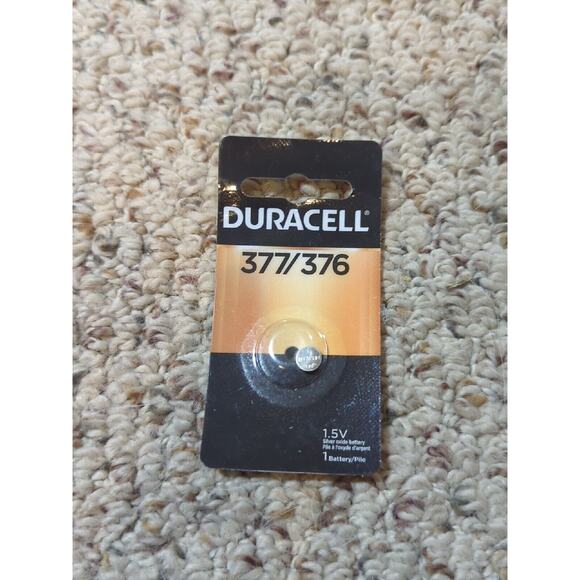 DURACELL®
377/376
1.5V
Silver oxide battery
Pile à l'oxyde d'argent
1 Battery/Pile